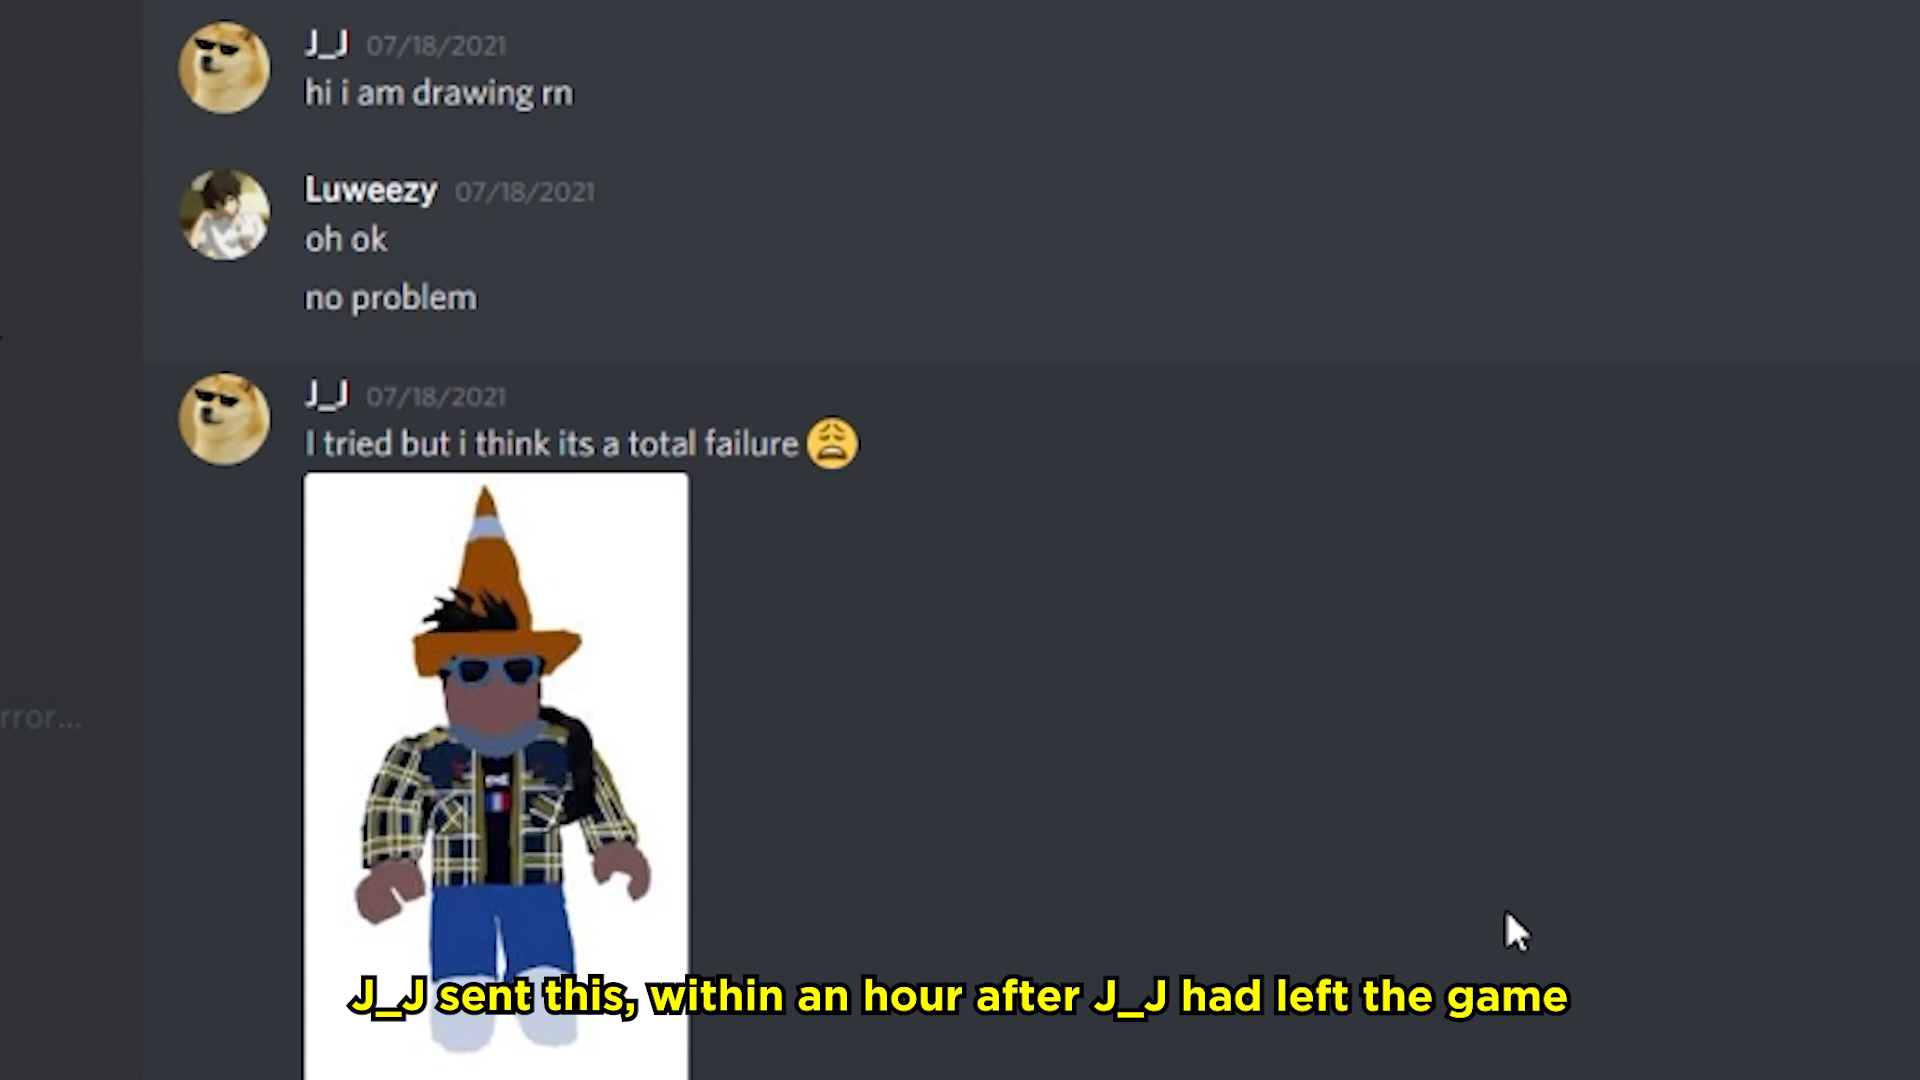 J_J 07/18/2021
hi i am drawing rn
Luweezy 07/18/2021
oh ok
no problem
J_J 07/18/2021
I tried but i think its a total failure 😩
rror...
J_J sent this, within an hour after J_J had left the game